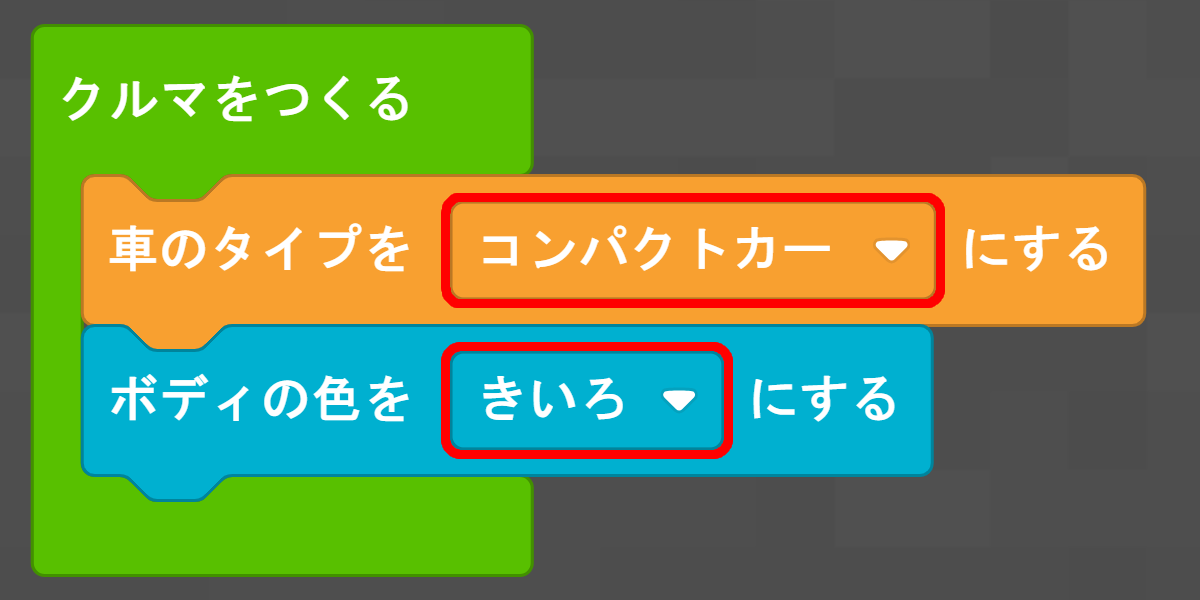 クルマをつくる
車のタイプを コンパクトカー にする
ボディの色を きいろ にする